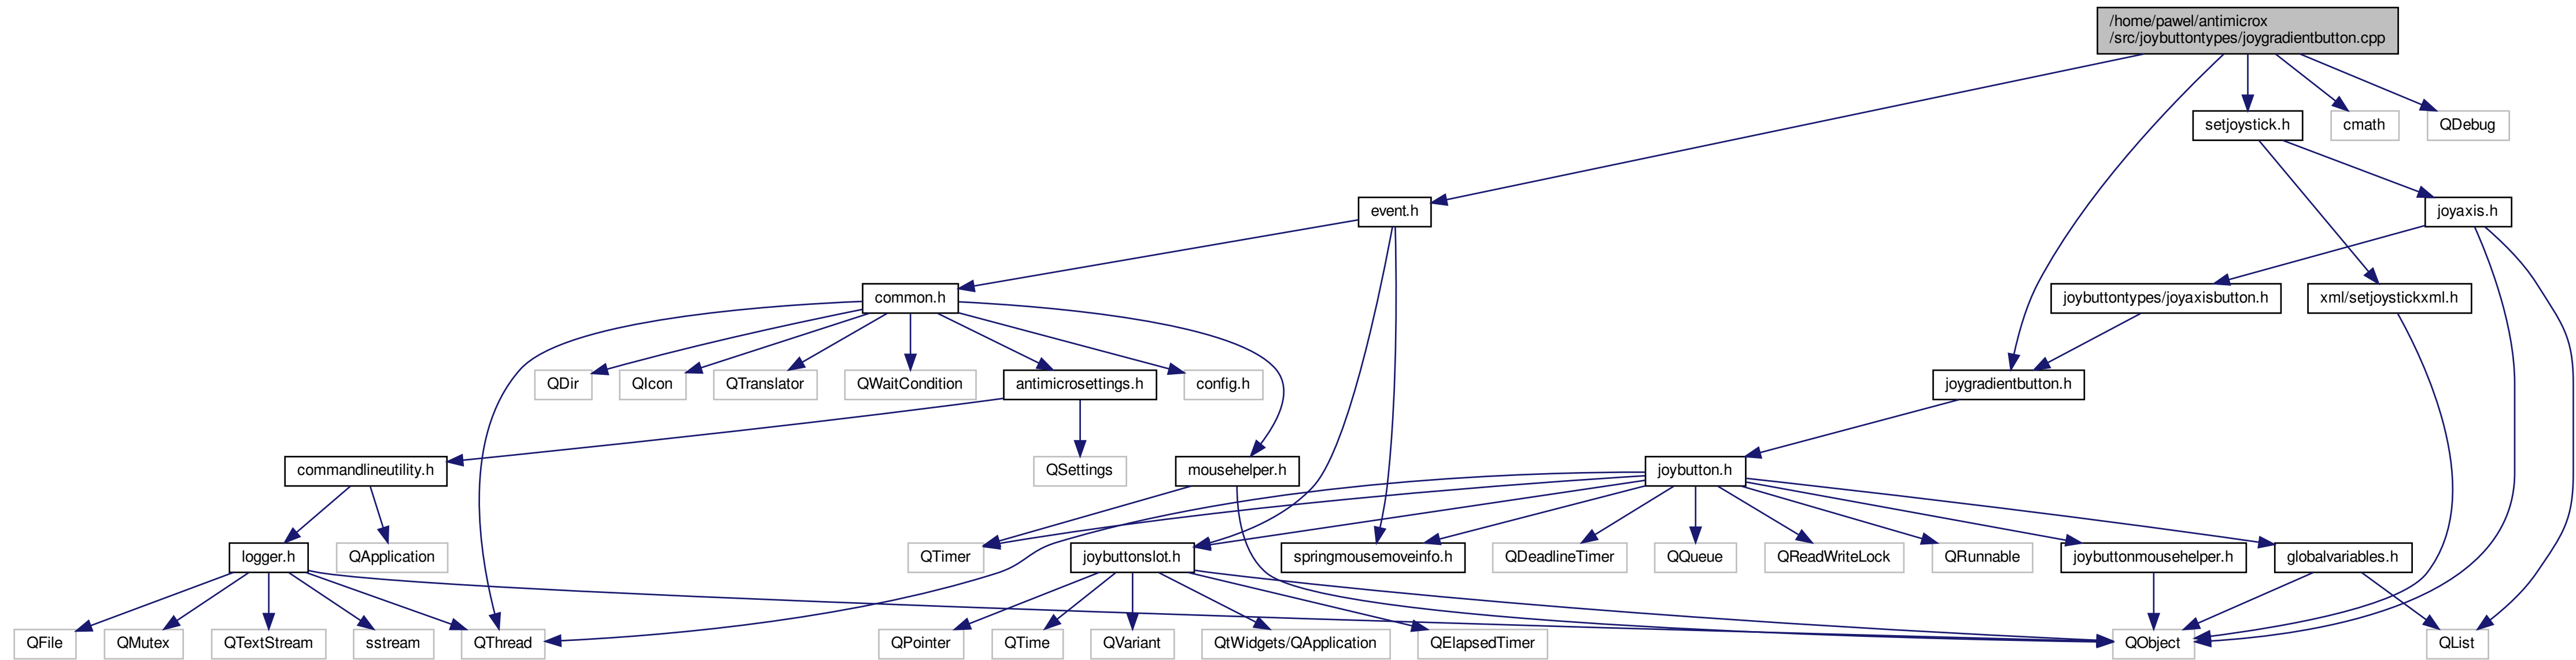 /home/pawel/antimicrox
/src/joybuttontypes/joygradientbutton.cpp
setjoystick.h
cmath
QDebug
event.h
joyaxis.h
common.h
joybuttontypes/joyaxisbutton.h
xml/setjoystickxml.h
QDir
QIcon
QTranslator
QWaitCondition
antimicrosettings.h
config.h
joygradientbutton.h
commandlineutility.h
QSettings
mousehelper.h
joybutton.h
logger.h
QApplication
QTimer
joybuttonslot.h
springmousemoveinfo.h
QDeadlineTimer
QQueue
QReadWriteLock
QRunnable
joybuttonmousehelper.h
globalvariables.h
QFile
QMutex
QTextStream
sstream
QThread
QPointer
QTime
QVariant
QtWidgets/QApplication
QElapsedTimer
QObject
QList